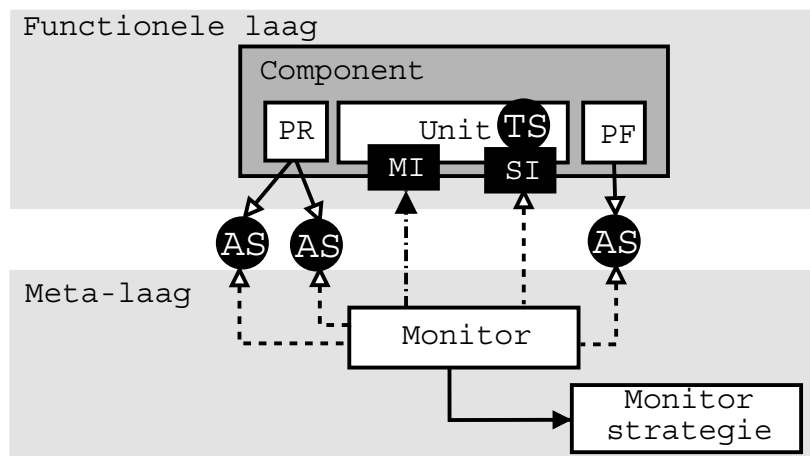 Functionele laag
Component
PR
Unit
TS
PF
MI
SI
AS
AS
AS
Meta-laag
Monitor
Monitor
strategie